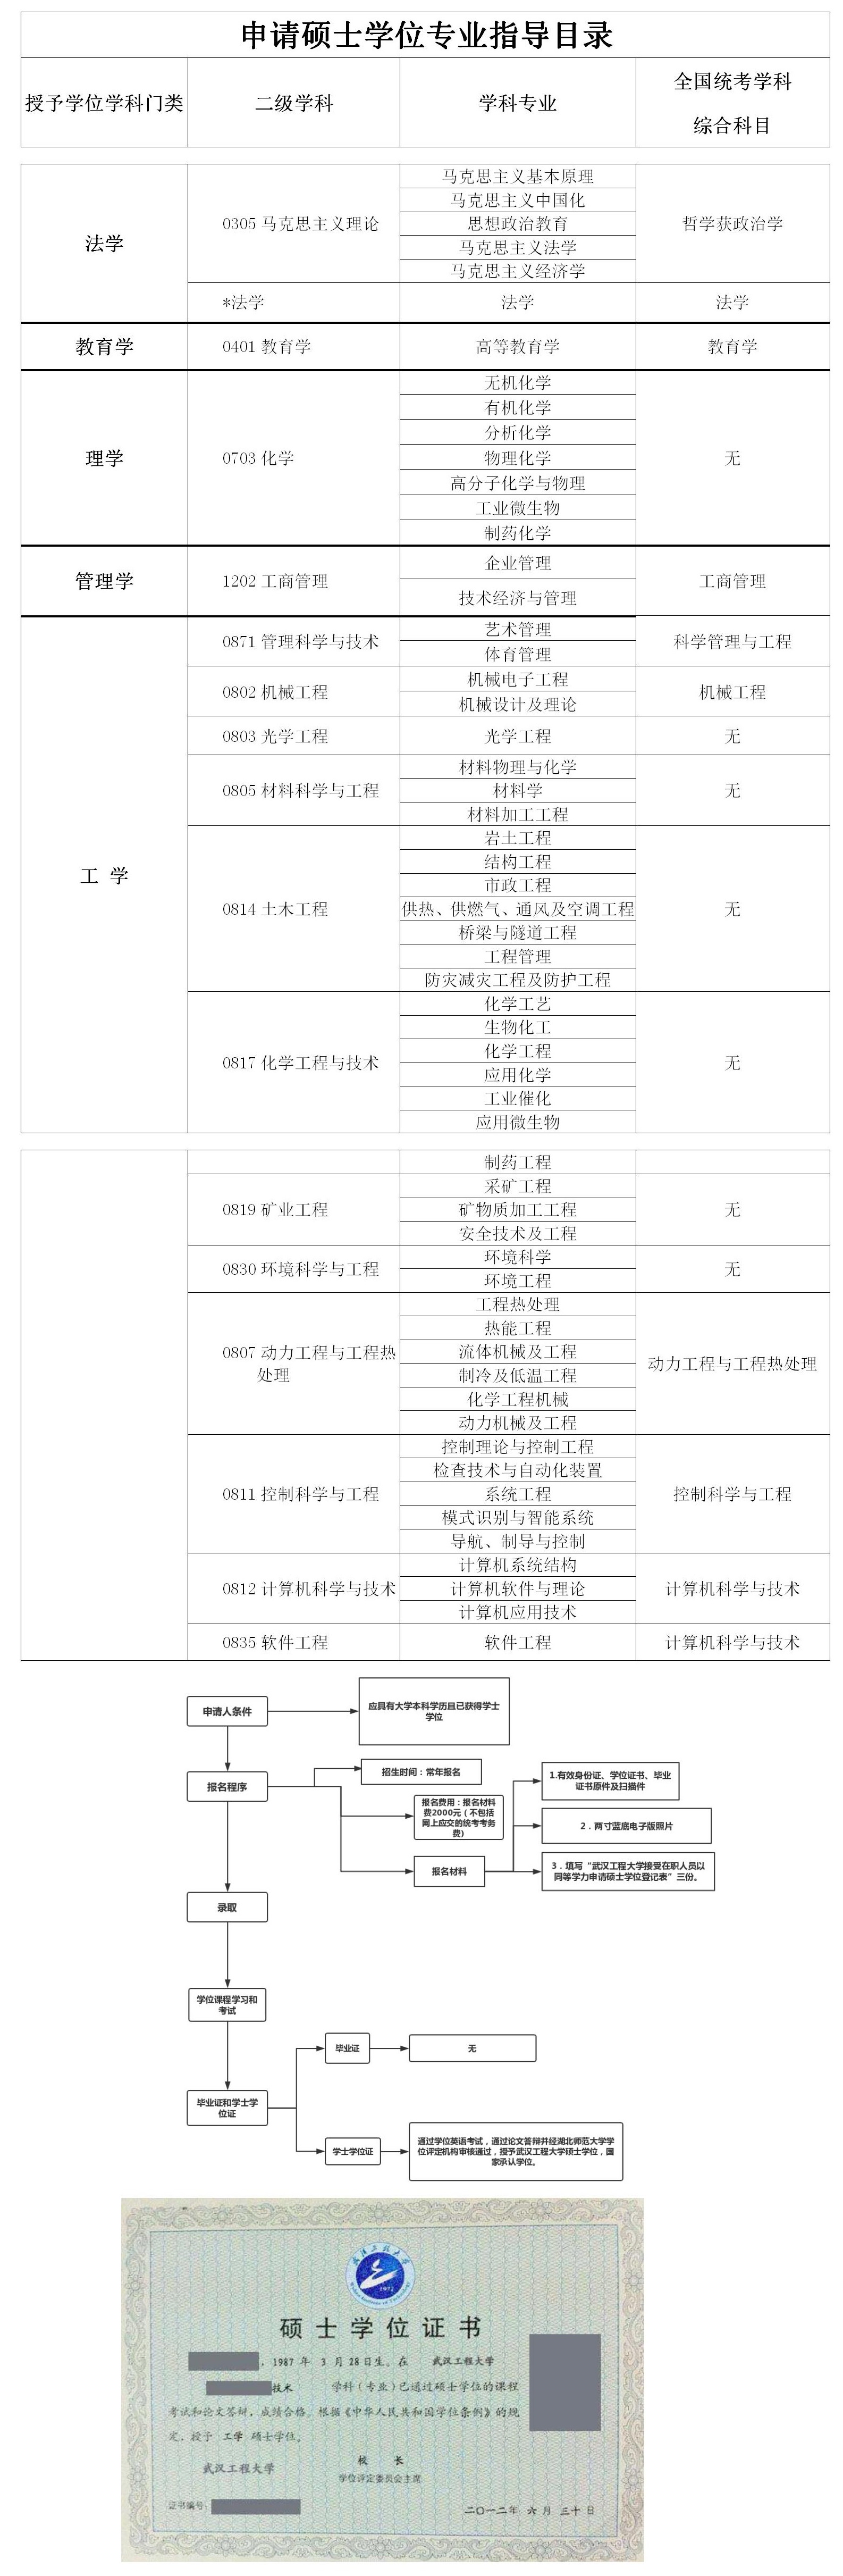 申请硕士学位专业指导目录
授予学位学科门类 二级学科 学科专业 全国统考学科
综合科目
法学
0305 马克思主义理论
马克思主义基本原理
马克思主义中国化
思想政治教育
马克思主义法学
马克思主义经济学
哲学获政治学
*法学 法学 法学
教育学 0401 教育学 高等教育学 教育学
理学
0703 化学
无机化学
有机化学
分析化学
物理化学
高分子化学与物理
工业微生物
制药化学
无
管理学
1202 工商管理
企业管理
技术经济与管理
工商管理
工 学
0871 管理科学与技术
艺术管理
体育管理
科学管理与工程
0802 机械工程
机械电子工程
机械设计及理论
机械工程
0803 光学工程 光学工程 无
0805 材料科学与工程
材料物理与化学
材料学
材料加工工程
无
0814 土木工程
岩土工程
结构工程
市政工程
供热、供燃气、通风及空调工程
桥梁与隧道工程
工程管理
防灾减灾工程及防护工程
无
0817 化学工程与技术
化学工艺
生物化工
化学工程
应用化学
工业催化
应用微生物
无
制药工程
0819 矿业工程
采矿工程
矿物质加工工程
安全技术及工程
无
0830 环境科学与工程
环境科学
环境工程
无
0807 动力工程与工程热
处理
工程热处理
热能工程
流体机械及工程
制冷及低温工程
化学工程机械
动力机械及工程
动力工程与工程热处理
0811 控制科学与工程
控制理论与控制工程
检查技术与自动化装置
系统工程
模式识别与智能系统
导航、制导与控制
控制科学与工程
0812 计算机科学与技术
计算机系统结构
计算机软件与理论
计算机应用技术
计算机科学与技术
0835 软件工程 软件工程 计算机科学与技术
申请人条件
应具有大学本科学历且已获得学士
学位
报名程序
招生时间：常年报名
报名费用：报名材料
费2000元（不包括
网上应交的统考考务
费）
报名材料
1.有效身份证、学位证书、毕业
证书原件及扫描件
2．两寸蓝底电子版照片
3．填写“武汉工程大学接受在职人员以
同等学力申请硕士学位登记表”三份。
录取
学位课程学习和
考试
毕业证和学士学
位证
毕业证
无
学士学位证
通过学位英语考试，通过论文答辩并经湖北师范大学学
位评定机构审核通过，授予武汉工程大学硕士学位，国
家承认学位。
武汉工程大学
1972
硕士学位证书
，1987 年 3 月 28 日生。在 武汉工程大学
技术 学科（专业）已通过硕士学位的课程
考试和论文答辩，成绩合格。根据《中华人民共和国学位条例》的规
定，授予 工学 硕士学位。
武汉工程大学
校 长
学位评定委员会主席
证书编号：
二〇一二年 六 月 三十 日